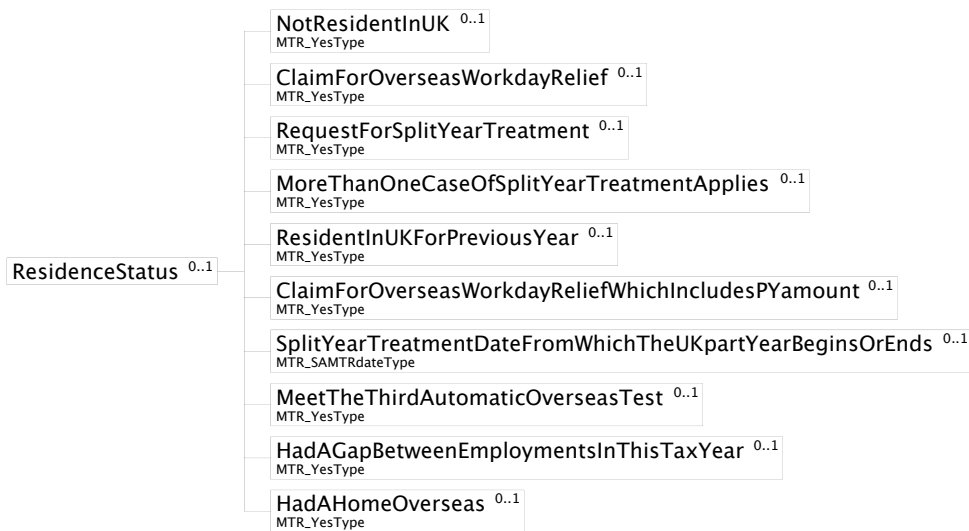 NotResidentInUK 0..1
MTR_YesType
ClaimForOverseasWorkdayRelief 0..1
MTR_YesType
RequestForSplitYearTreatment 0..1
MTR_YesType
MoreThanOneCaseOfSplitYearTreatmentApplies 0..1
MTR_YesType
ResidentInUKForPreviousYear 0..1
MTR_YesType
ResidenceStatus 0..1
ClaimForOverseasWorkdayReliefWhichIncludesPYamount 0..1
MTR_YesType
SplitYearTreatmentDateFromWhichTheUKpartYearBeginsOrEnds 0..1
MTR_SAMTRdateType
MeetTheThirdAutomaticOverseasTest 0..1
MTR_YesType
HadAGapBetweenEmploymentsInThisTaxYear 0..1
MTR_YesType
HadAHomeOverseas 0..1
MTR_YesType